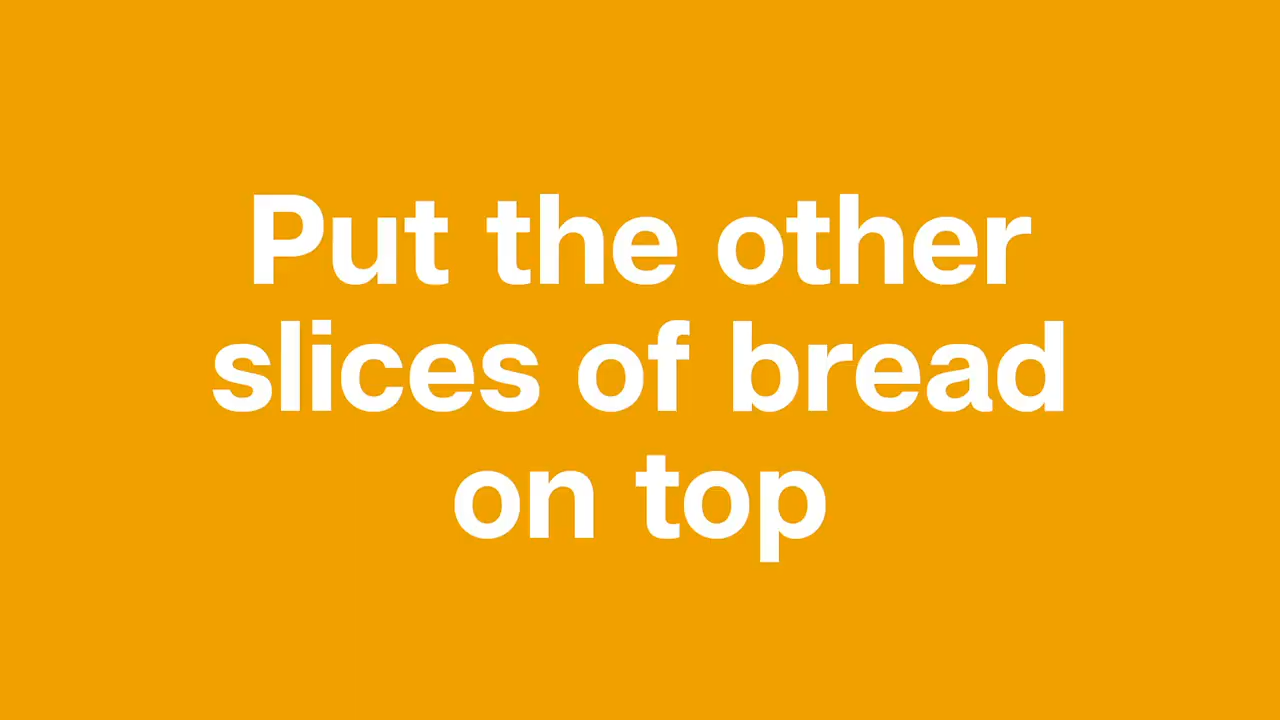 Put the other
slices of bread
on top